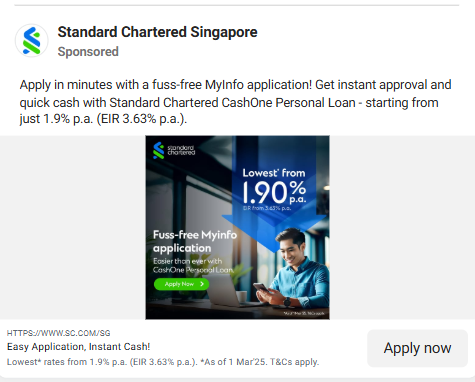 Standard Chartered Singapore
Sponsored
Apply in minutes with a fuss-free MyInfo application! Get instant approval and
quick cash with Standard Chartered CashOne Personal Loan - starting from
just 1.9% p.a. (EIR 3.63% p.a.).
standard
chartered
Lowest* from
1.90% p.a.
EIR from 3.63% p.a.
Fuss-free Myinfo
application
Easier than ever with
CashOne Personal Loan
Apply Now >
HTTPS://WWW.SC.COM/SG
Easy Application, Instant Cash!
Lowest* rates from 1.9% p.a. (EIR 3.63% p.a.). *As of 1 Mar'25. T&Cs apply.
Apply now